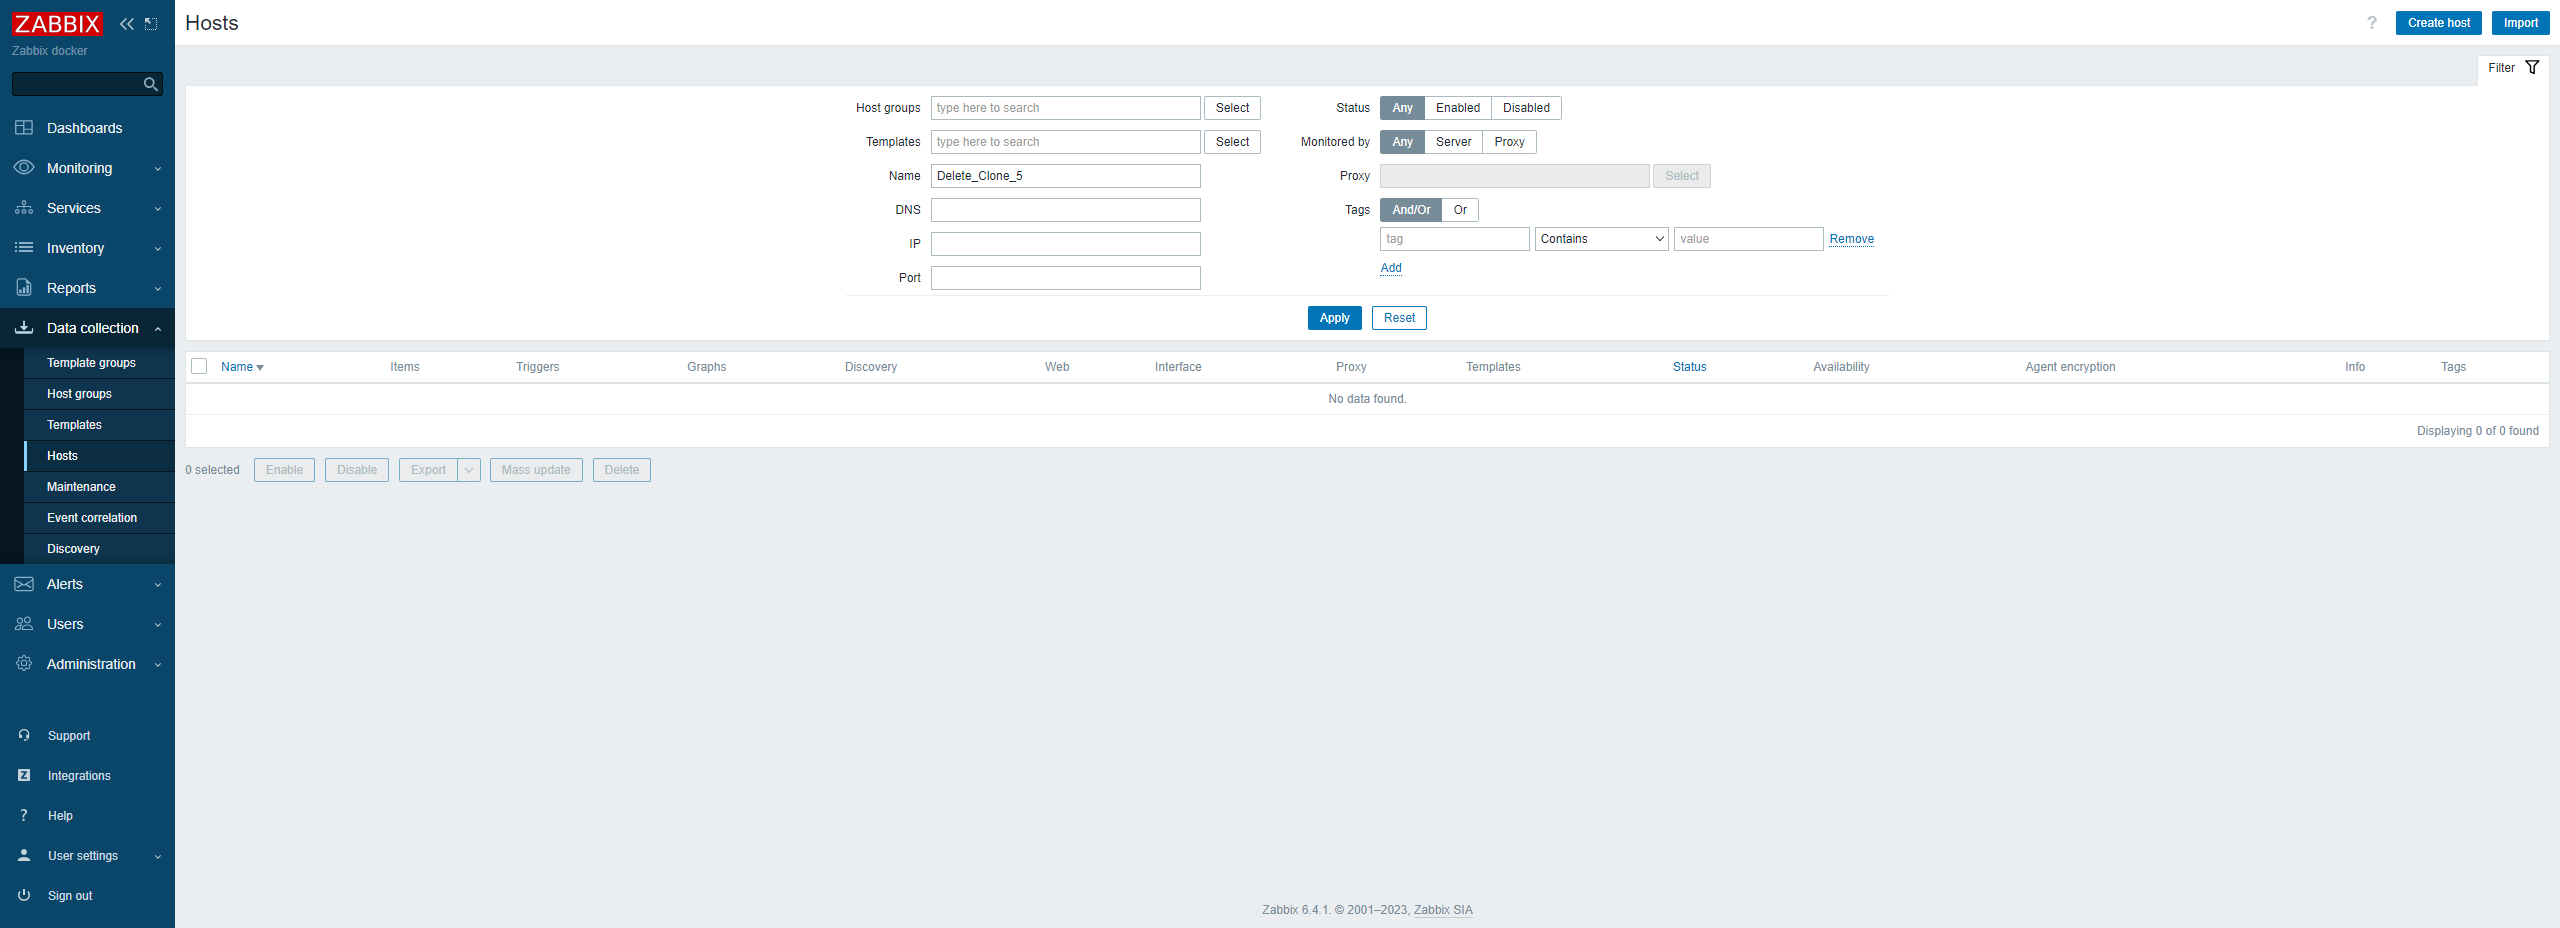 ZABBIX
Zabbix docker
Dashboards
Monitoring
Services
Inventory
Reports
Data collection
Template groups
Host groups
Templates
Hosts
Maintenance
Event correlation
Discovery
Alerts
Users
Administration
Support
Z Integrations
? Help
User settings
Sign out
Hosts
? Create host Import
Filter
Host groups type here to search Select
Templates type here to search Select
Name Delete_Clone_5
DNS
IP
Port
Status Any Enabled Disabled
Monitored by Any Server Proxy
Proxy Select
Tags And/Or Or
tag Contains value Remove
Add
Apply Reset
Name Items Triggers Graphs Discovery Web Interface Proxy Templates Status Availability Agent encryption Info Tags
No data found.
Displaying 0 of 0 found
0 selected Enable Disable Export Mass update Delete
Zabbix 6.4.1. © 2001–2023, Zabbix SIA